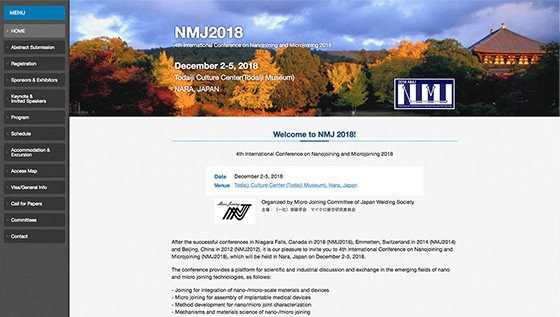 MENU
HOME
Abstract Submission
Registration
Sponsors & Exhibitors
Keynote &
Invited Speakers
Program
Schedule
Accommodation &
Excursion
Access Map
Visa/General Info
Call for Papers
Committees
Contact
NMJ2018
4th International Conference on Nanojoining and Microjoining 2018
December 2-5, 2018
Todaiji Culture Center(Todaiji Museum)
NARA, JAPAN
2018 NMJ
NMJ
Welcome to NMJ 2018!
4th International Conference on Nanojoining and Microjoining 2018
Date December 2-5, 2018
Venue Todaiji Culture Center (Todaiji Museum), Nara, Japan
Micro Joining
Organized by Micro Joining Committee of Japan Welding Society
主催：（一社）溶接学会 マイクロ接合研究委員会
After the successful conferences in Niagara Falls, Canada in 2016 (NMJ2016), Emmetten, Switzerland in 2014 (NMJ2014)
and Beijing, China in 2012 (NMJ2012), it is our pleasure to invite you to 4th International Conference on Nanojoining and
Microjoining (NMJ2018), which will be held in Nara, Japan on December 2-5, 2018.
The conference provides a platform for scientific and industrial discussion and exchange in the emerging fields of nano
and micro joining technologies, as follows:
- Joining for integration of nano-/micro-scale materials and devices
- Micro joining for assembly of implantable medical devices
- Method development for nano/micro joint characterization
- Mechanisms and materials science of nano-/micro joining